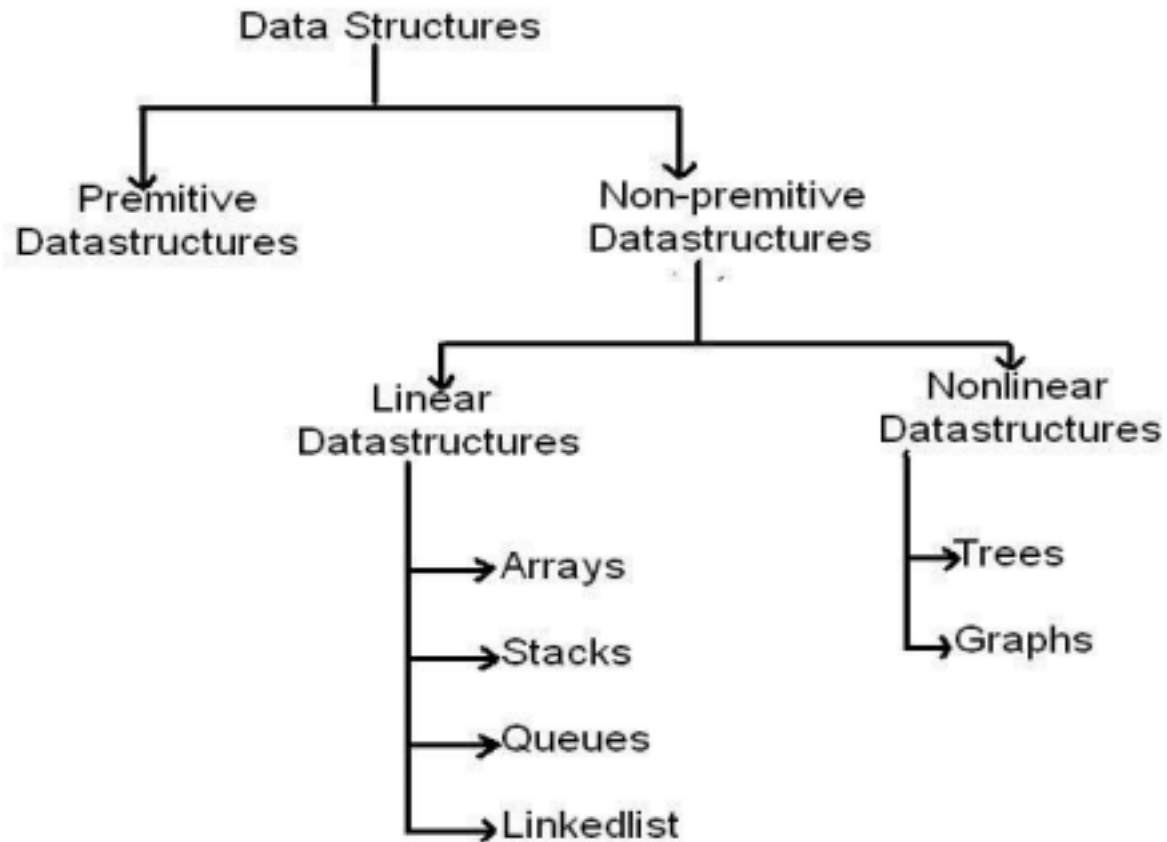 Data Structures
Premitive
Datastructures
Non-premitive
Datastructures
Linear
Datastructures
Nonlinear
Datastructures
Arrays
Stacks
Queues
Linkedlist
Trees
Graphs